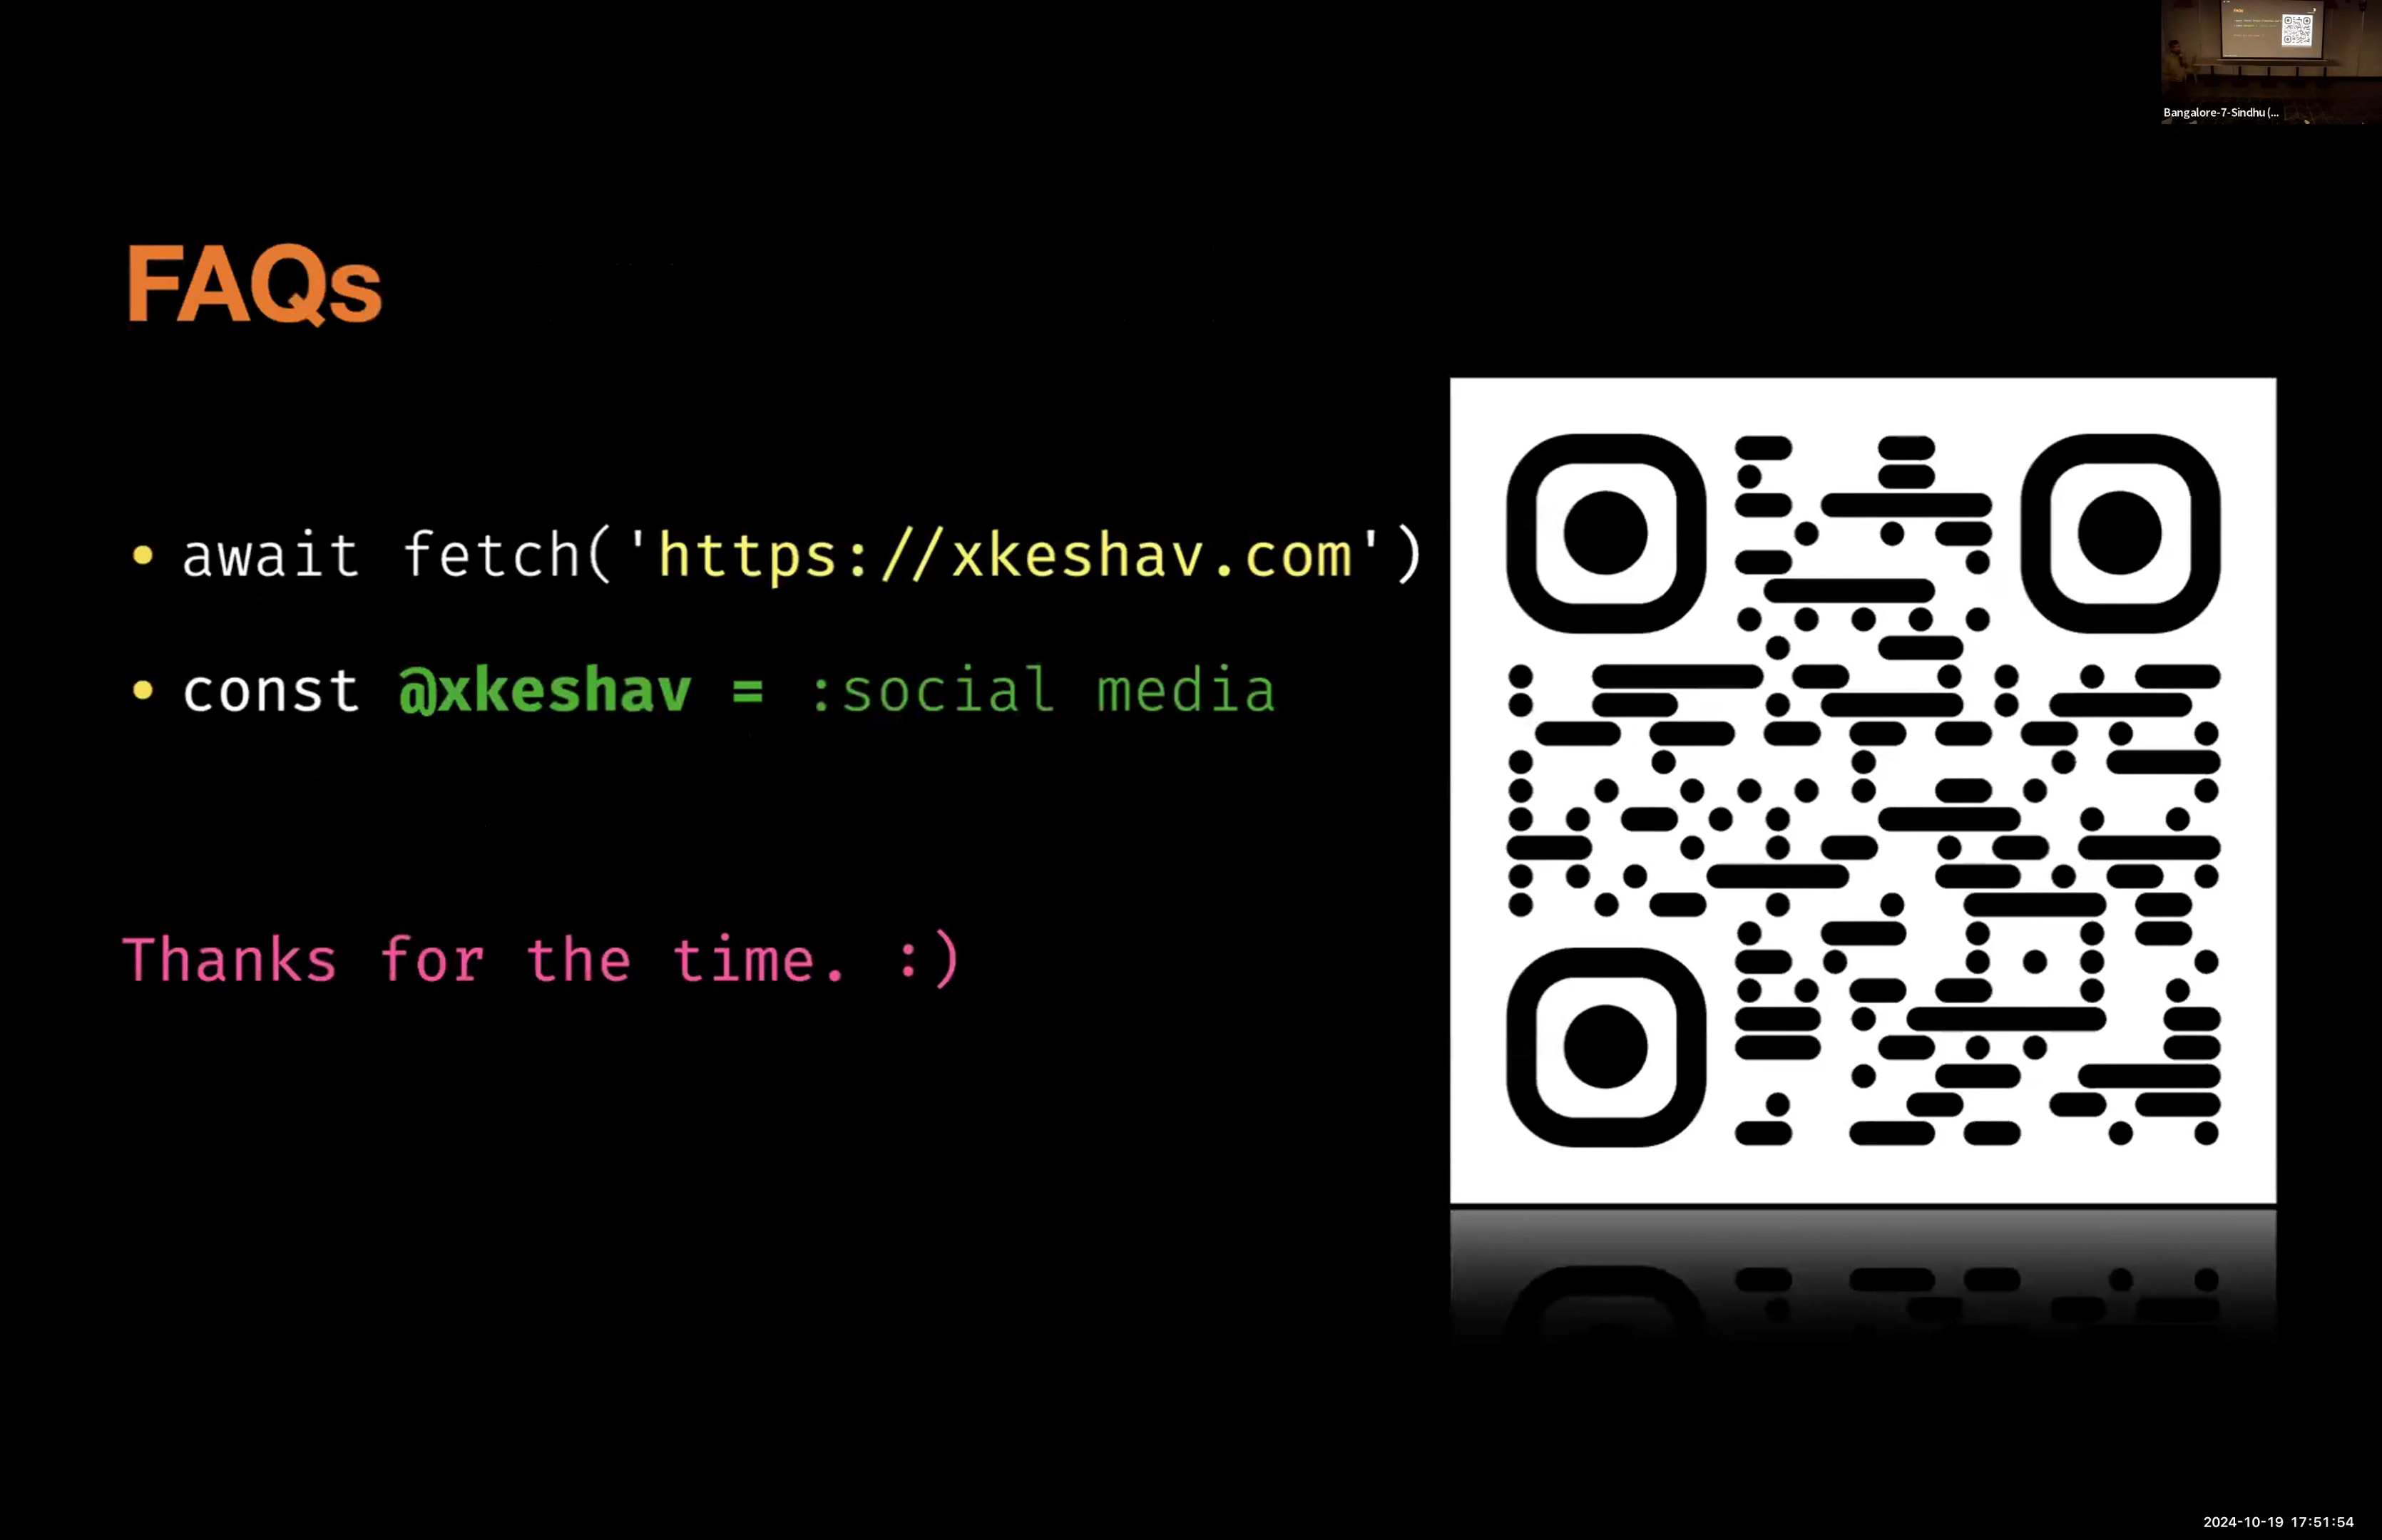 Bangalore-7-Sindhu (...
FAQs
• await fetch('https://xkeshav.com')
• const @xkeshav = :social media
Thanks for the time. :)
2024-10-19 17:51:54